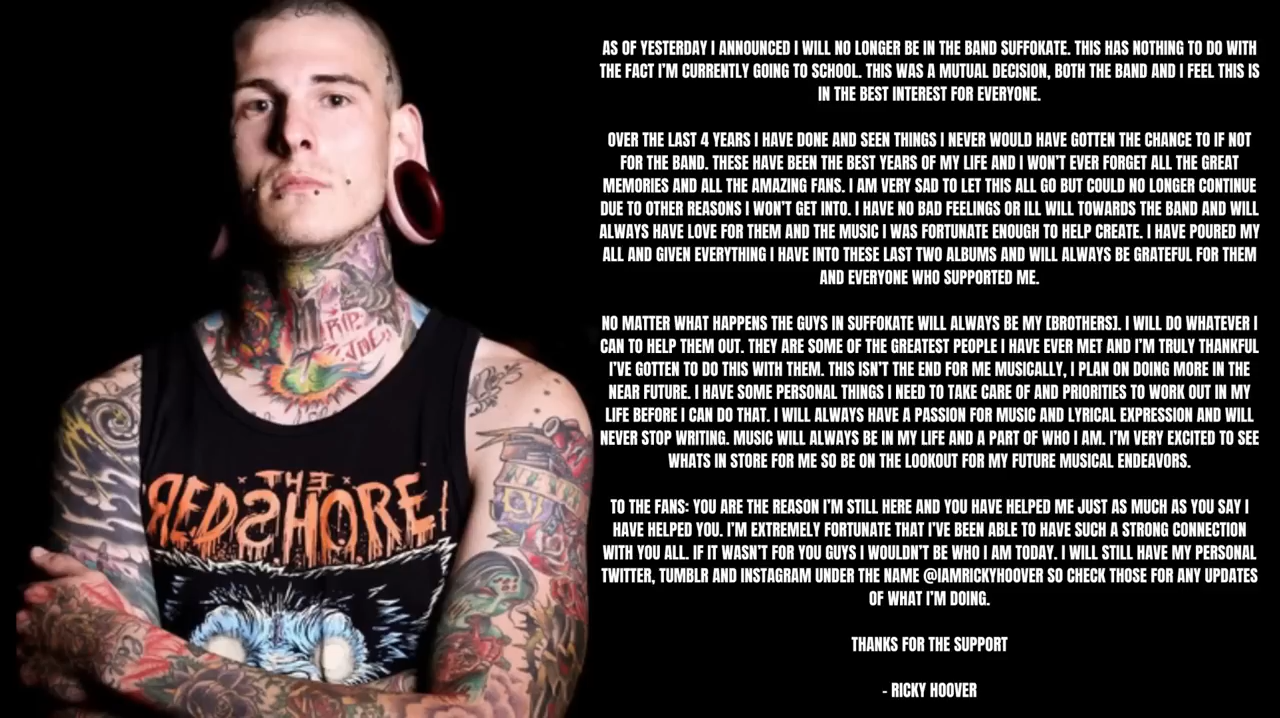 RIP
JOE
THE
REDSHORE
NEVER
AS OF YESTERDAY I ANNOUNCED I WILL NO LONGER BE IN THE BAND SUFFOKATE. THIS HAS NOTHING TO DO WITH
THE FACT I'M CURRENTLY GOING TO SCHOOL. THIS WAS A MUTUAL DECISION, BOTH THE BAND AND I FEEL THIS IS
IN THE BEST INTEREST FOR EVERYONE.
OVER THE LAST 4 YEARS I HAVE DONE AND SEEN THINGS I NEVER WOULD HAVE GOTTEN THE CHANCE TO IF NOT
FOR THE BAND. THESE HAVE BEEN THE BEST YEARS OF MY LIFE AND I WON'T EVER FORGET ALL THE GREAT
MEMORIES AND ALL THE AMAZING FANS. I AM VERY SAD TO LET THIS ALL GO BUT COULD NO LONGER CONTINUE
DUE TO OTHER REASONS I WON'T GET INTO. I HAVE NO BAD FEELINGS OR ILL WILL TOWARDS THE BAND AND WILL
ALWAYS HAVE LOVE FOR THEM AND THE MUSIC I WAS FORTUNATE ENOUGH TO HELP CREATE. I HAVE POURED MY
ALL AND GIVEN EVERYTHING I HAVE INTO THESE LAST TWO ALBUMS AND WILL ALWAYS BE GRATEFUL FOR THEM
AND EVERYONE WHO SUPPORTED ME.
NO MATTER WHAT HAPPENS THE GUYS IN SUFFOKATE WILL ALWAYS BE MY [BROTHERS]. I WILL DO WHATEVER I
CAN TO HELP THEM OUT. THEY ARE SOME OF THE GREATEST PEOPLE I HAVE EVER MET AND I'M TRULY THANKFUL
I'VE GOTTEN TO DO THIS WITH THEM. THIS ISN'T THE END FOR ME MUSICALLY, I PLAN ON DOING MORE IN THE
NEAR FUTURE. I HAVE SOME PERSONAL THINGS I NEED TO TAKE CARE OF AND PRIORITIES TO WORK OUT IN MY
LIFE BEFORE I CAN DO THAT. I WILL ALWAYS HAVE A PASSION FOR MUSIC AND LYRICAL EXPRESSION AND WILL
NEVER STOP WRITING. MUSIC WILL ALWAYS BE IN MY LIFE AND A PART OF WHO I AM. I'M VERY EXCITED TO SEE
WHATS IN STORE FOR ME SO BE ON THE LOOKOUT FOR MY FUTURE MUSICAL ENDEAVORS.
TO THE FANS: YOU ARE THE REASON I'M STILL HERE AND YOU HAVE HELPED ME JUST AS MUCH AS YOU SAY I
HAVE HELPED YOU. I'M EXTREMELY FORTUNATE THAT I'VE BEEN ABLE TO HAVE SUCH A STRONG CONNECTION
WITH YOU ALL. IF IT WASN'T FOR YOU GUYS I WOULDN'T BE WHO I AM TODAY. I WILL STILL HAVE MY PERSONAL
TWITTER, TUMBLR AND INSTAGRAM UNDER THE NAME @IAMRICKYHOOVER SO CHECK THOSE FOR ANY UPDATES
OF WHAT I'M DOING.
THANKS FOR THE SUPPORT
- RICKY HOOVER